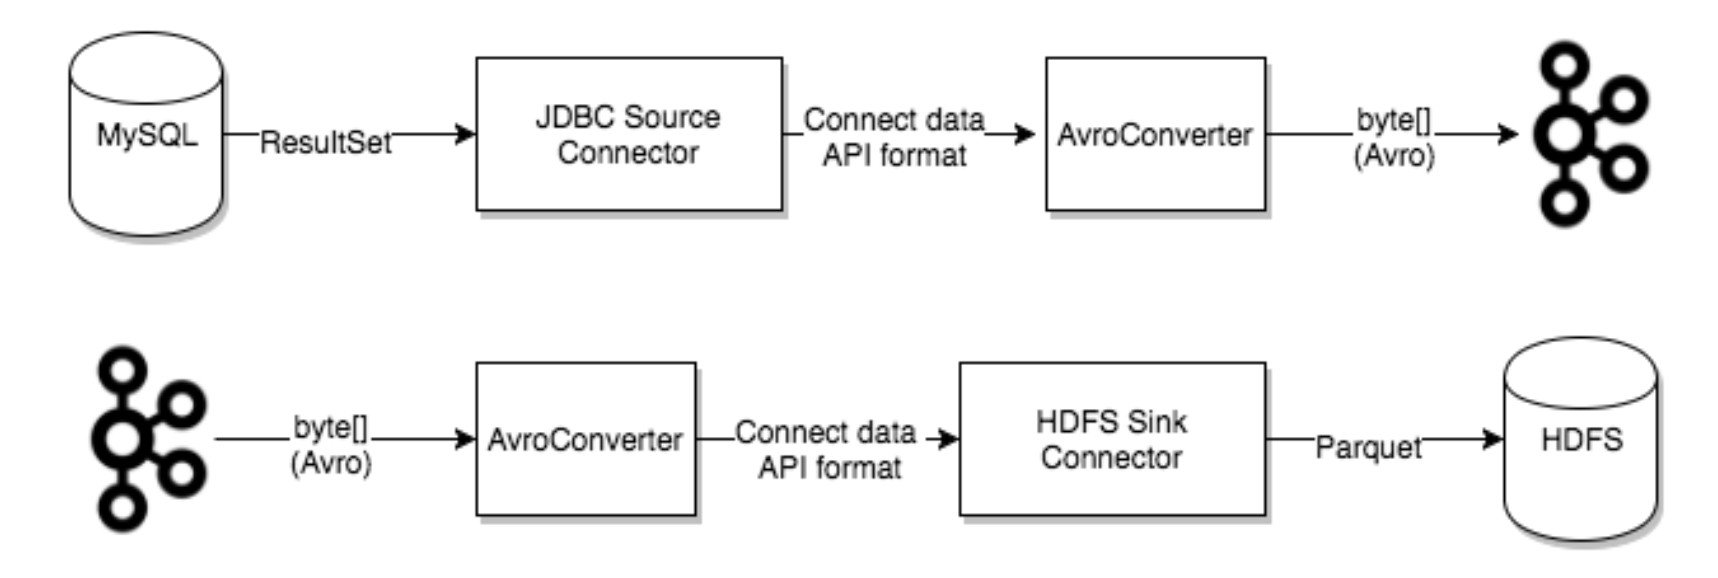 MySQL
ResultSet
JDBC Source
Connector
Connect data
API format
AvroConverter
byte[]
(Avro)
byte[]
(Avro)
AvroConverter
Connect data
API format
HDFS Sink
Connector
Parquet
HDFS